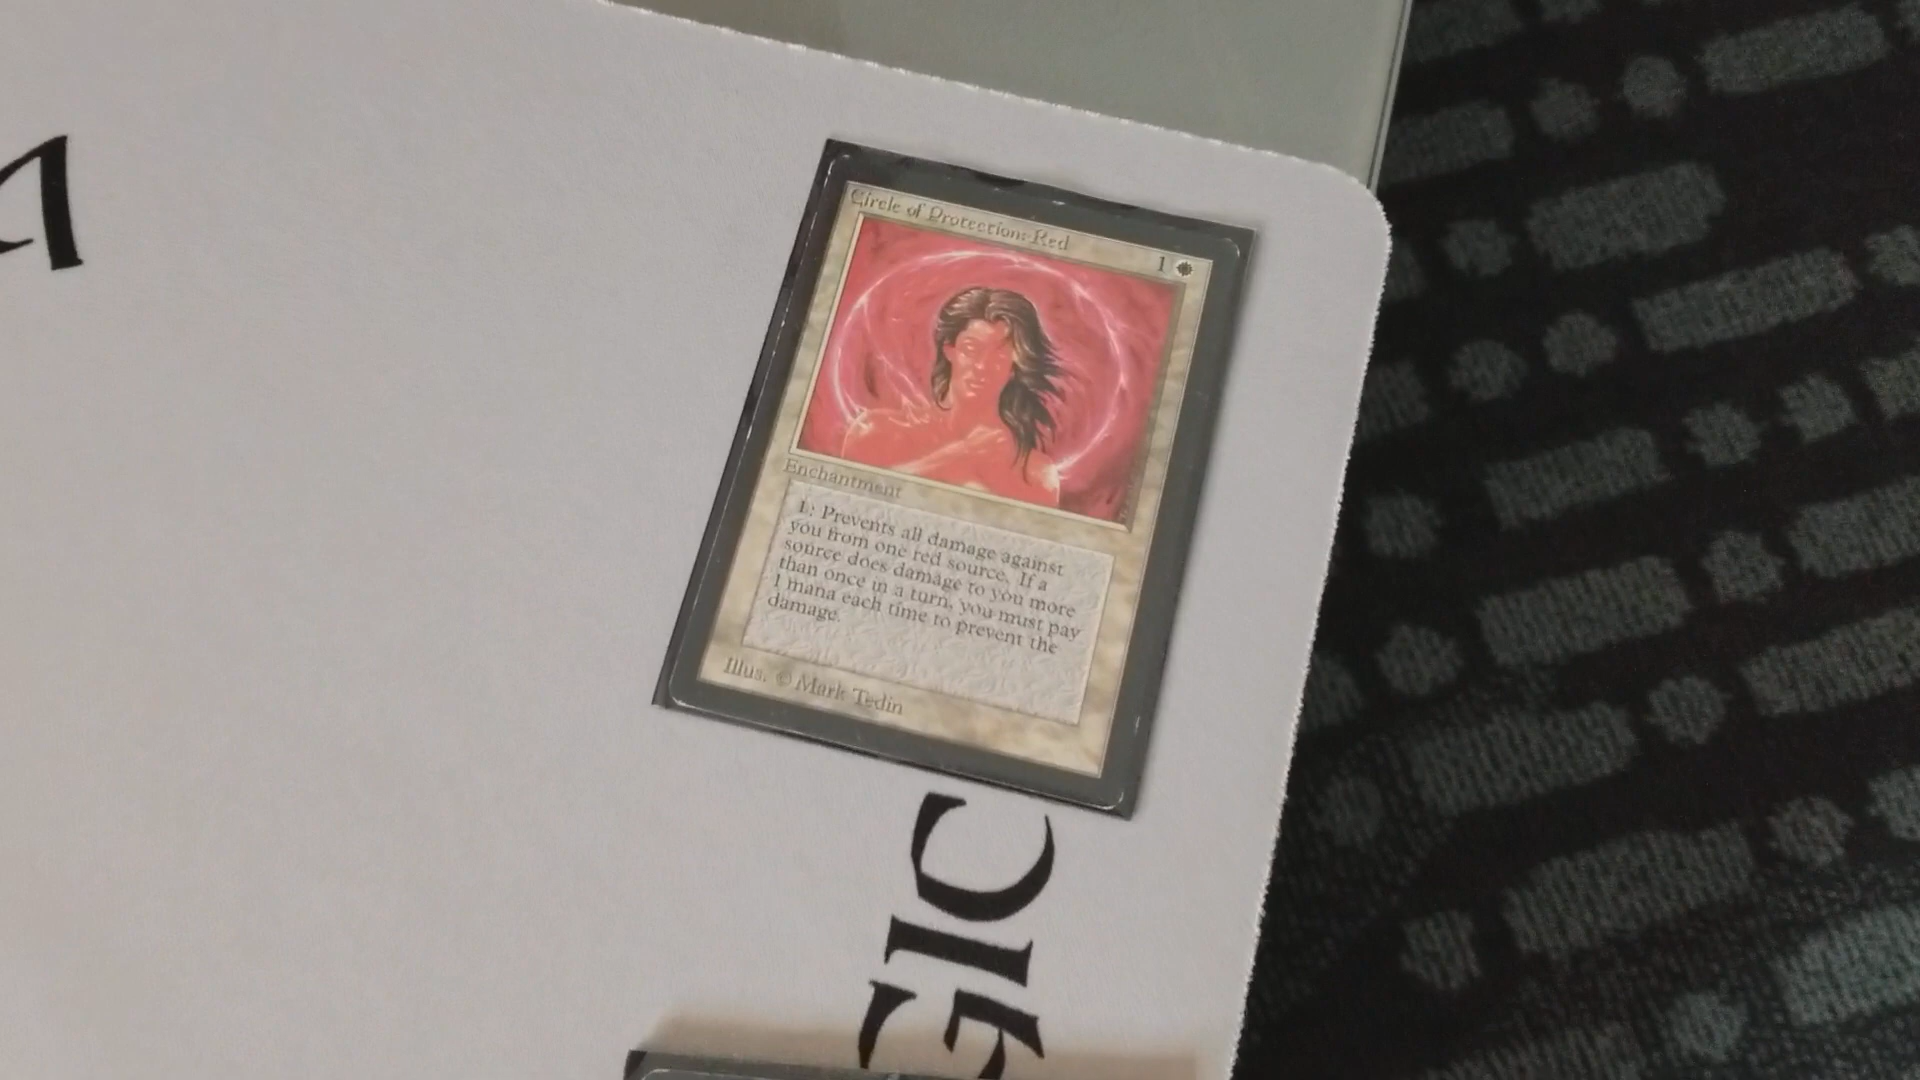 Circle of Protection: Red
1
Enchantment
1: Prevents all damage against
you from one red source. If a
source does damage to you more
than once in a turn, you must pay
1 mana each time to prevent the
damage.
Illus. © Mark Tedin
GIC